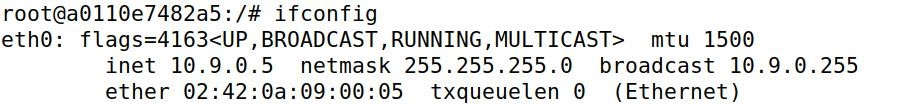 root@a0110e7482a5:/# ifconfig
eth0: flags=4163<UP,BROADCAST,RUNNING,MULTICAST>  mtu 1500
        inet 10.9.0.5  netmask 255.255.255.0  broadcast 10.9.0.255
        ether 02:42:0a:09:00:05  txqueuelen 0  (Ethernet)